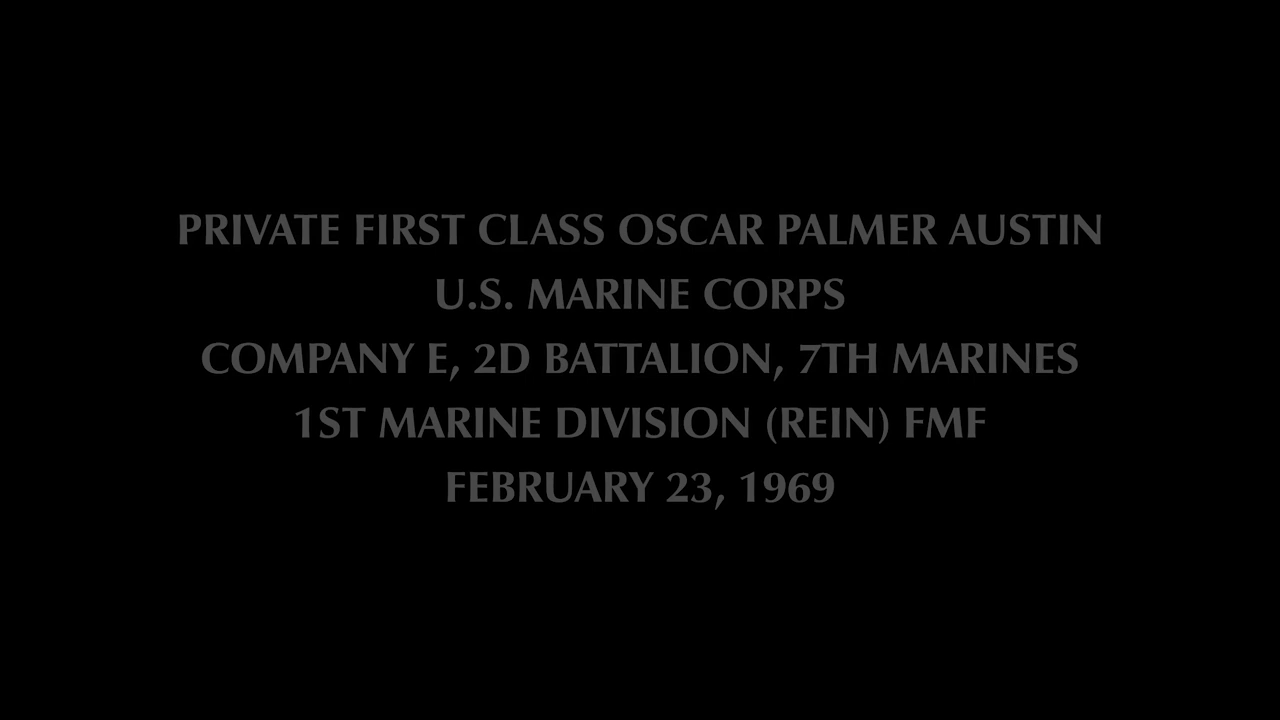 PRIVATE FIRST CLASS OSCAR PALMER AUSTIN
U.S. MARINE CORPS
COMPANY E, 2D BATTALION, 7TH MARINES
1ST MARINE DIVISION (REIN) FMF
FEBRUARY 23, 1969